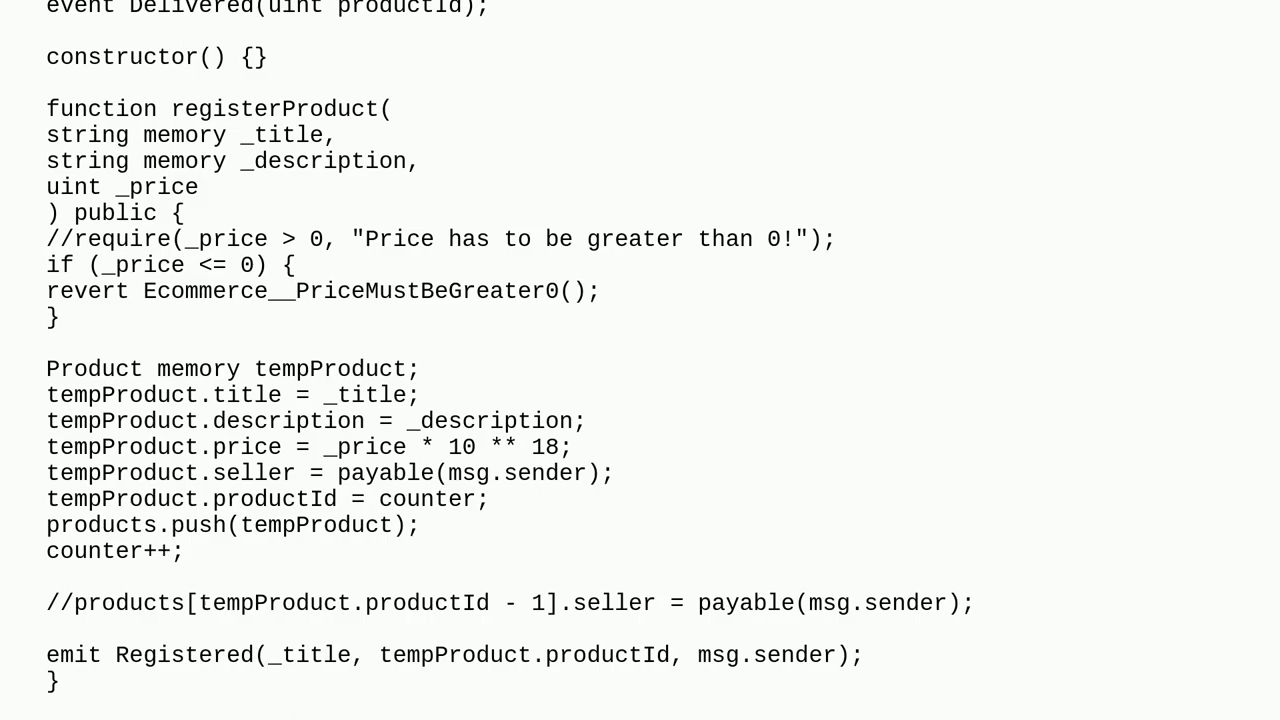 event Delivered(uint productId);
constructor() {}
function registerProduct(
string memory _title,
string memory _description,
uint _price
) public {
//require(_price > 0, "Price has to be greater than 0!");
if (_price <= 0) {
revert Ecommerce__PriceMustBeGreater0();
}
Product memory tempProduct;
tempProduct.title = _title;
tempProduct.description = _description;
tempProduct.price = _price * 10 ** 18;
tempProduct.seller = payable(msg.sender);
tempProduct.productId = counter;
products.push(tempProduct);
counter++;
//products[tempProduct.productId - 1].seller = payable(msg.sender);
emit Registered(_title, tempProduct.productId, msg.sender);
}